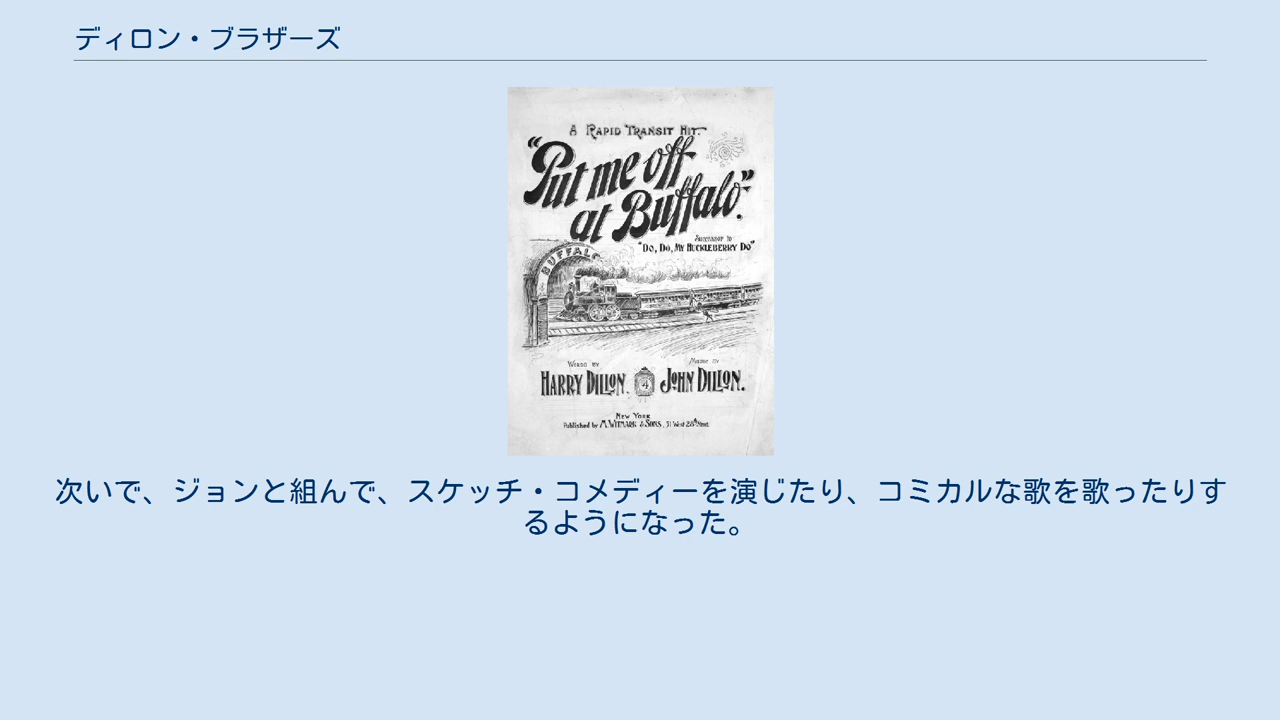 ディロン・ブラザーズ
A RAPID TRANSIT HIT.
"Put me off
at Buffalo."
Successor to
"DO, DO, MY HUCKLEBERRY DO"
BUFFALO
WORDS BY
MUSIC BY
HARRY DILLON.
JOHN DILLON.
NEW YORK
Published by M. WITMARK & SONS, 31 West 28th Street.
次いで、ジョンと組んで、スケッチ・コメディーを演じたり、コミカルな歌を歌ったりす
るようになった。